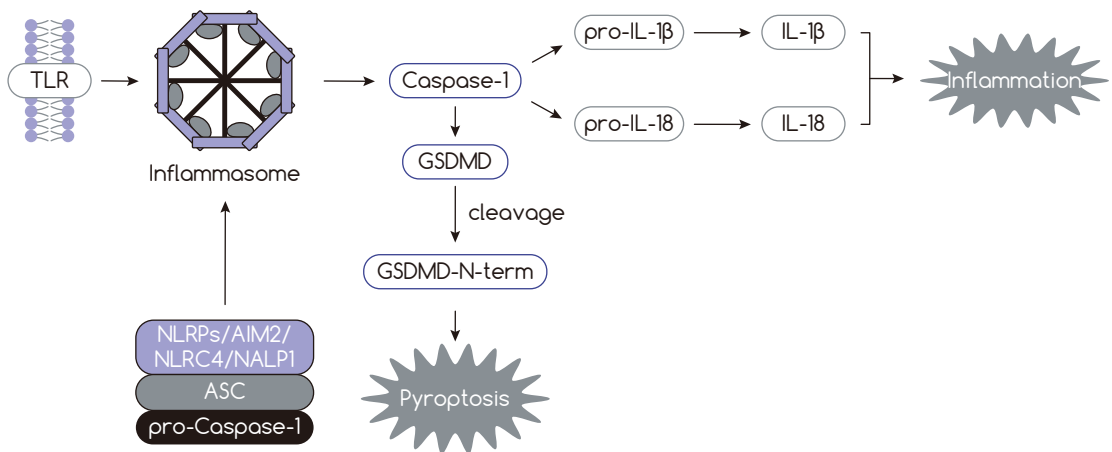 TLR
Inflammasome
Caspase-1
pro-IL-1β
IL-1β
pro-IL-18
IL-18
Inflammation
GSDMD
cleavage
GSDMD-N-term
Pyroptosis
NLRPs/AIM2/
NLRC4/NALP1
ASC
pro-Caspase-1